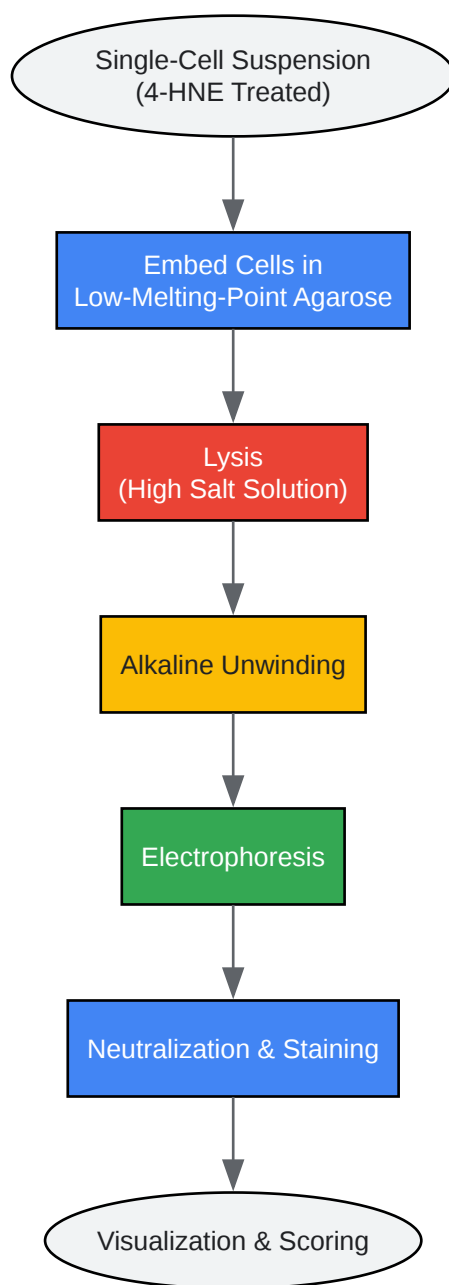 Single-Cell Suspension
(4-HNE Treated)
Embed Cells in
Low-Melting-Point Agarose
Lysis
(High Salt Solution)
Alkaline Unwinding
Electrophoresis
Neutralization & Staining
Visualization & Scoring